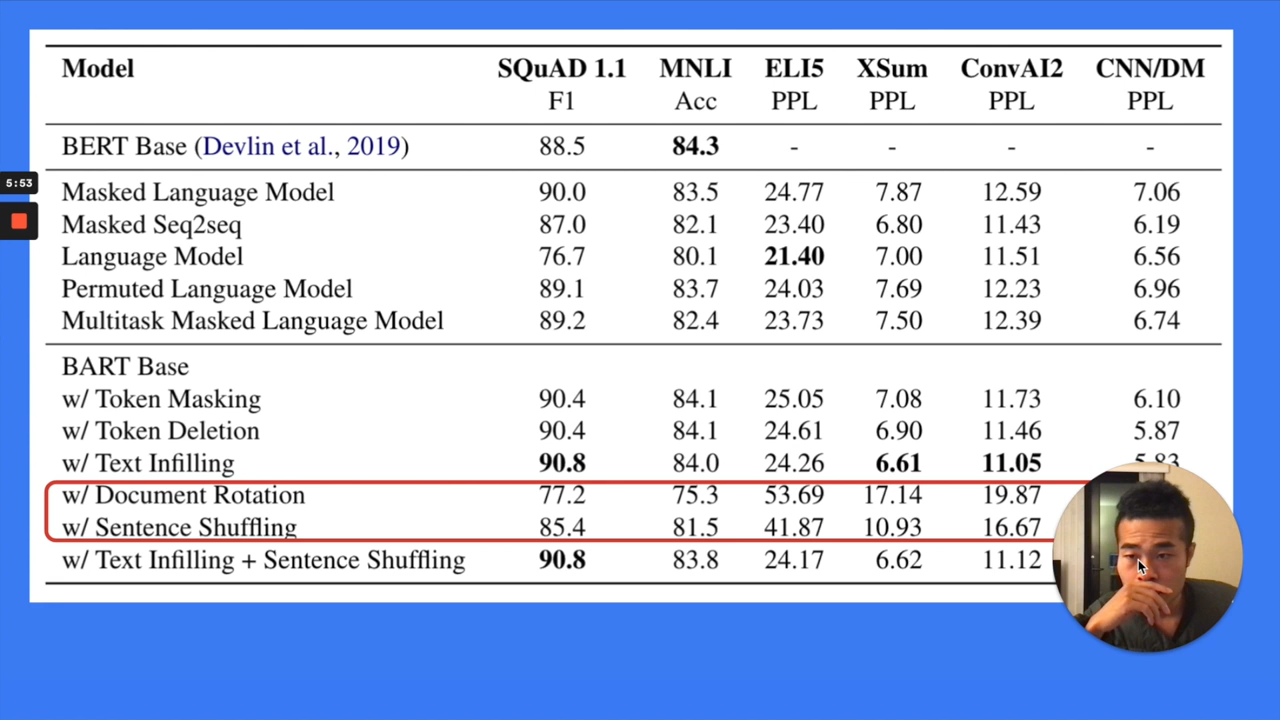 Model SQuAD 1.1 MNLI ELI5 XSum ConvAI2 CNN/DM
F1 Acc PPL PPL PPL PPL
BERT Base (Devlin et al., 2019) 88.5 84.3 - - - -
5:53
Masked Language Model 90.0 83.5 24.77 7.87 12.59 7.06
Masked Seq2seq 87.0 82.1 23.40 6.80 11.43 6.19
Language Model 76.7 80.1 21.40 7.00 11.51 6.56
Permuted Language Model 89.1 83.7 24.03 7.69 12.23 6.96
Multitask Masked Language Model 89.2 82.4 23.73 7.50 12.39 6.74
BART Base
w/ Token Masking 90.4 84.1 25.05 7.08 11.73 6.10
w/ Token Deletion 90.4 84.1 24.61 6.90 11.46 5.87
w/ Text Infilling 90.8 84.0 24.26 6.61 11.05 5.83
w/ Document Rotation 77.2 75.3 53.69 17.14 19.87
w/ Sentence Shuffling 85.4 81.5 41.87 10.93 16.67
w/ Text Infilling + Sentence Shuffling 90.8 83.8 24.17 6.62 11.12